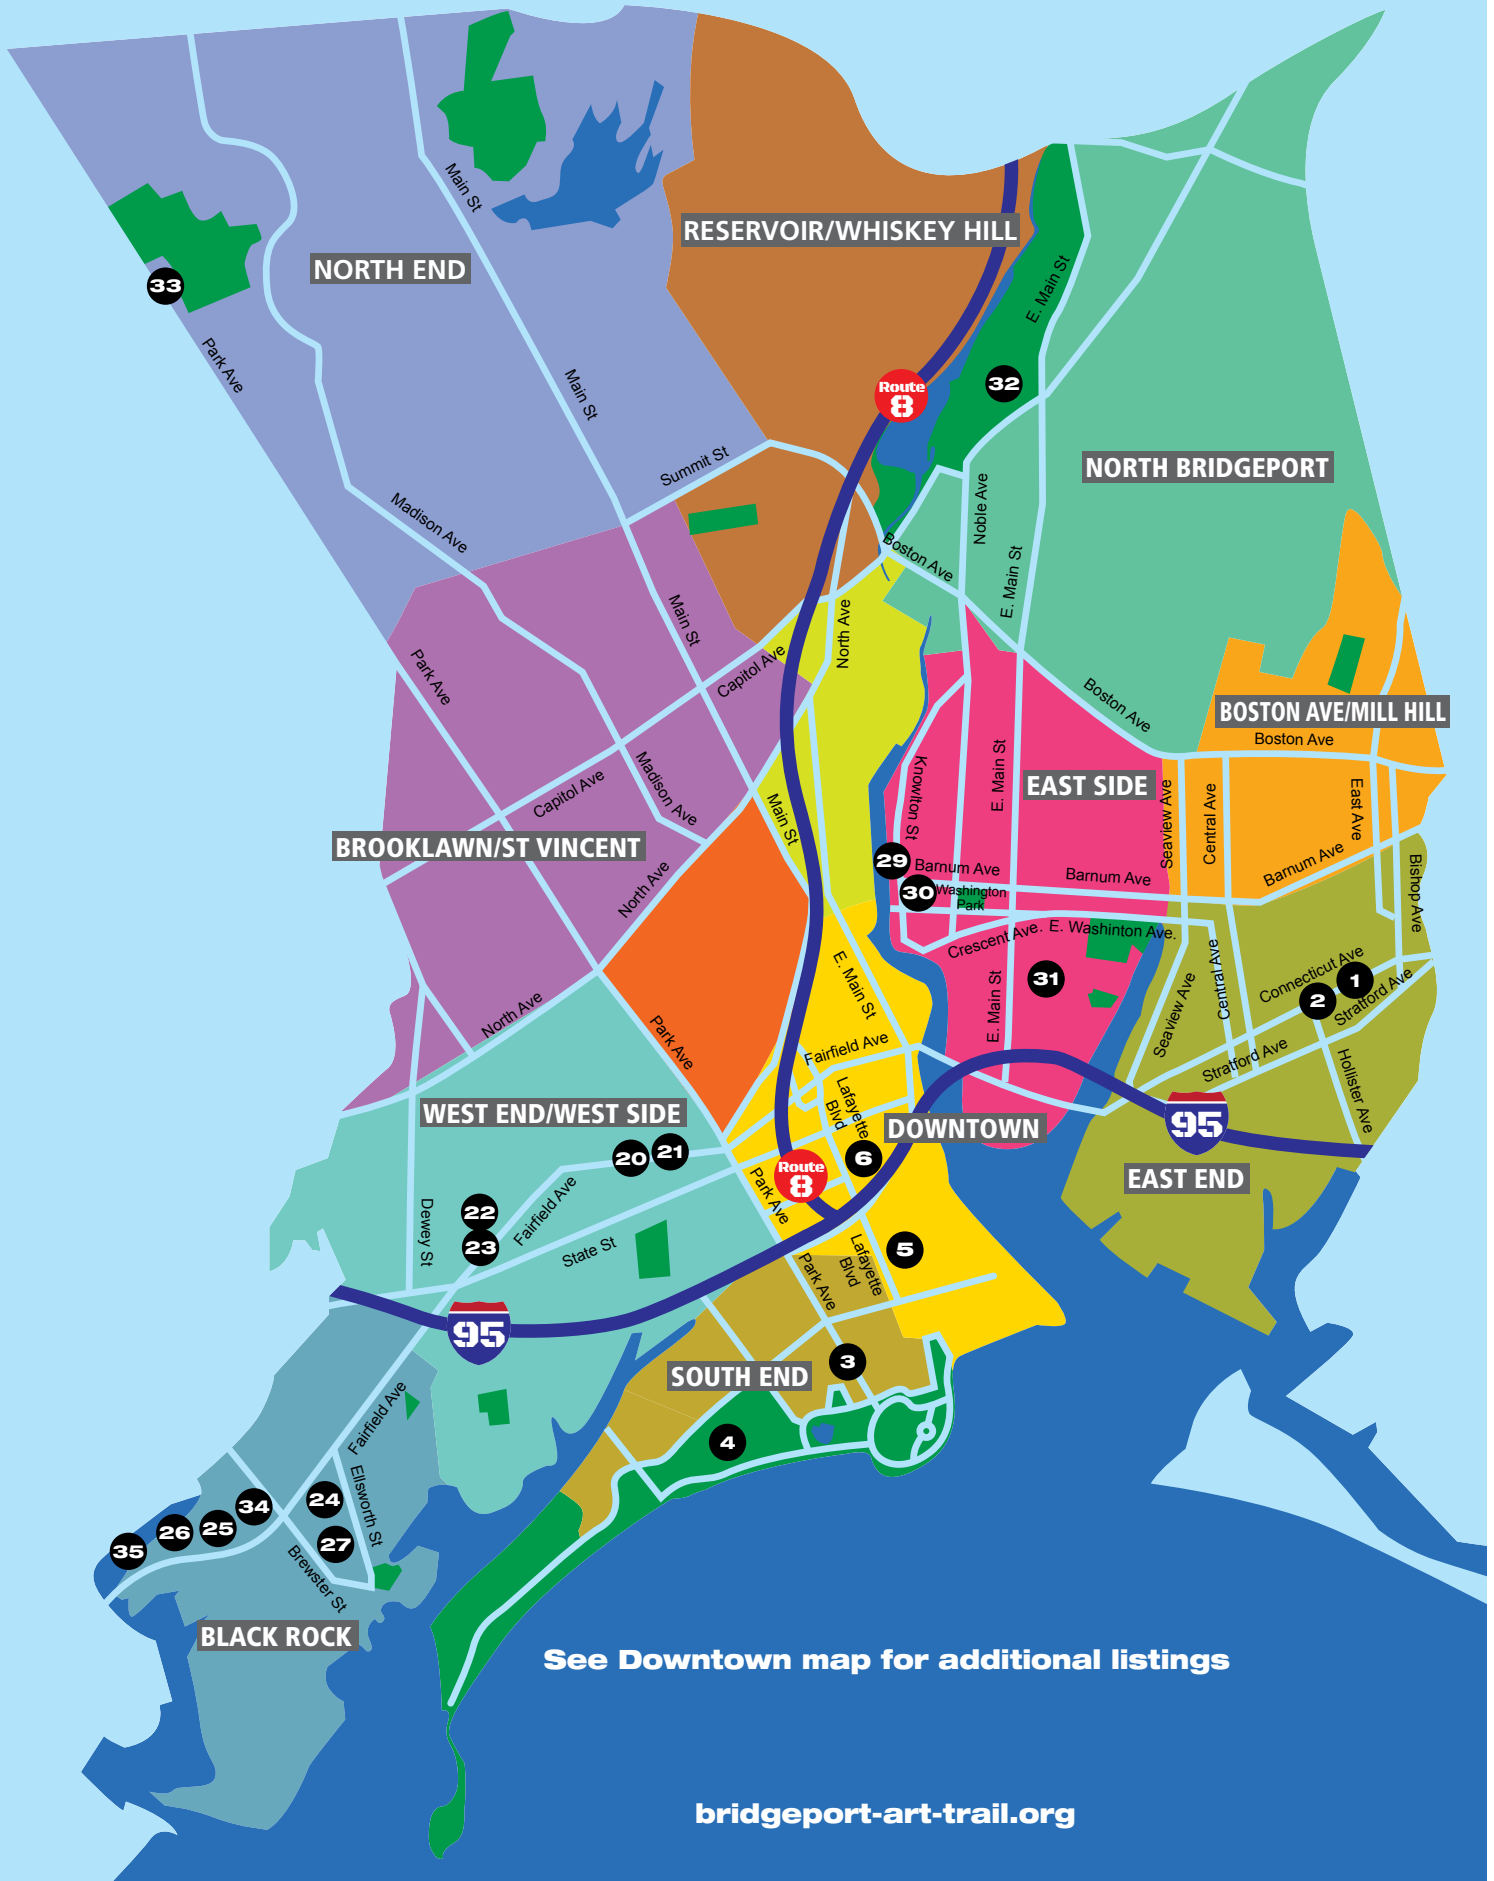 Main St
RESERVOIR/WHISKEY HILL
NORTH END
33
E. Main St
Park Ave
Main St
Route
8
32
Summit St
NORTH BRIDGEPORT
Madison Ave
Noble Ave
Boston Ave
E. Main St
Main St
North Ave
Park Ave
Capitol Ave
Boston Ave
BOSTON AVE/MILL HILL
Boston Ave
Madison Ave
Capitol Ave
Main St
Knowlton St
E. Main St
EAST SIDE
Seaview Ave
Central Ave
East Ave
BROOKLAWN/ST VINCENT
29
Barnum Ave
Barnum Ave
Barnum Ave
Bishop Ave
North Ave
30
Washington
Park
Crescent Ave.
E. Washinton Ave.
E. Main St
31
E. Main St
Central Ave
Seaview Ave
Connecticut Ave
1
2
Stratford Ave
North Ave
Park Ave
Fairfield Ave
Stratford Ave
Hollister Ave
WEST END/WEST SIDE
Lafayette
Blvd
DOWNTOWN
95
20
21
6
Route
8
EAST END
Park Ave
22
23
Dewey St
Fairfield Ave
State St
5
Lafayette
Blvd
Park Ave
95
SOUTH END
3
Fairfield Ave
4
Ellsworth St
24
34
25
26
35
27
Brewster St
BLACK ROCK
See Downtown map for additional listings
bridgeport-art-trail.org